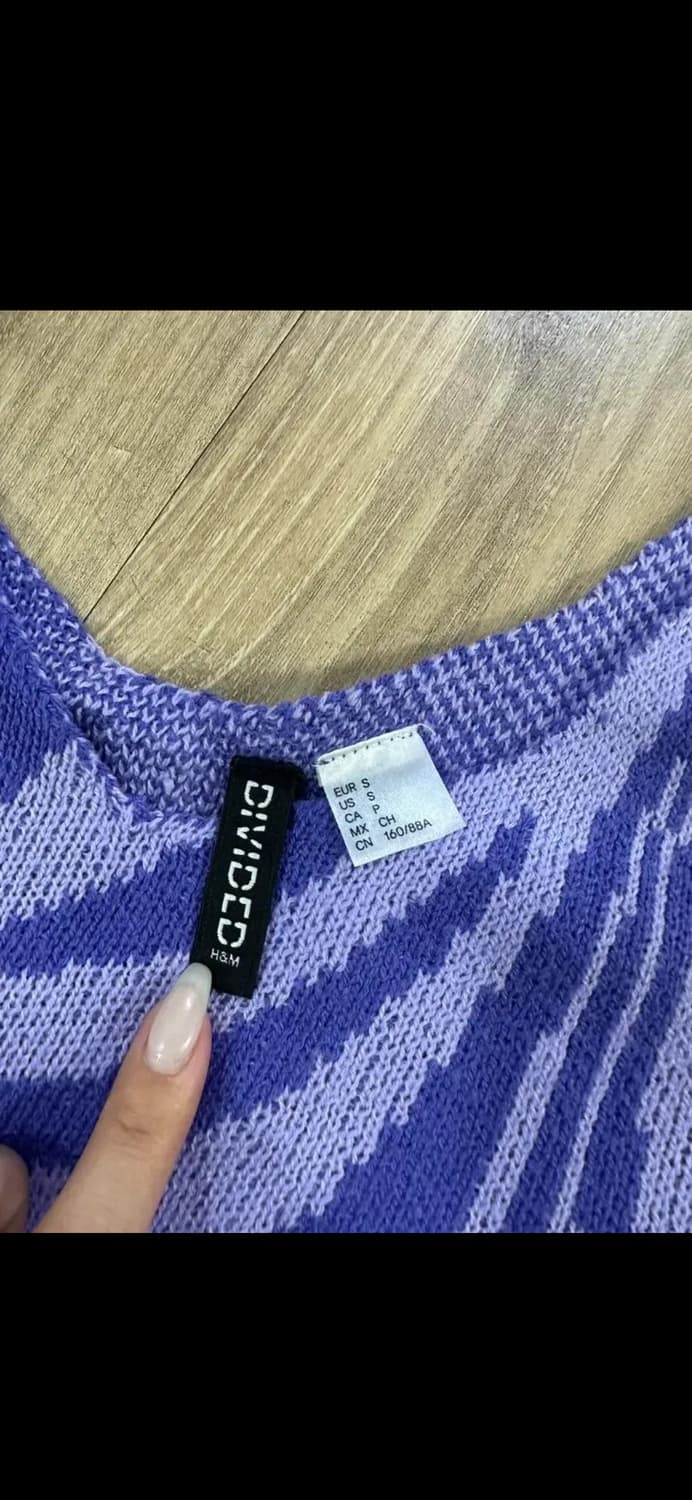 DIVIDED
H&M
EUR S
US S
CA P
MX CH
CN 160/88A